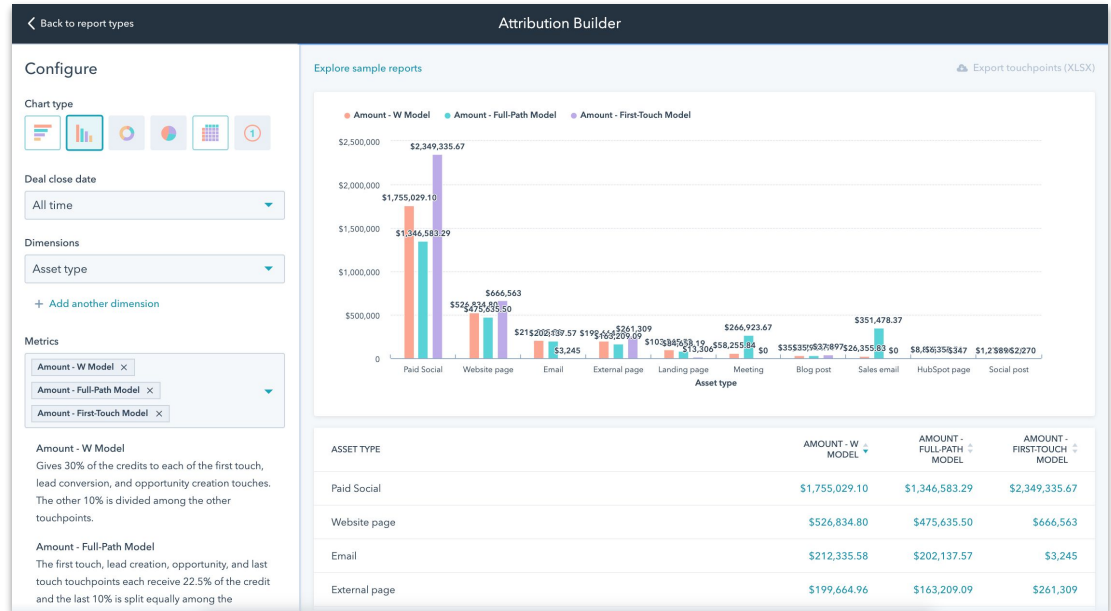 Back to report types
Attribution Builder
Configure
Chart type
1
Deal close date
All time
Dimensions
Asset type
+ Add another dimension
Metrics
Amount - W Model ×
Amount - Full-Path Model ×
Amount - First-Touch Model ×
Amount - W Model
Gives 30% of the credits to each of the first touch,
lead conversion, and opportunity creation touches.
The other 10% is divided among the other
touchpoints.
Amount - Full-Path Model
The first touch, lead creation, opportunity, and last
touch touchpoints each receive 22.5% of the credit
and the last 10% is split equally among the
Explore sample reports
Export touchpoints (XLSX)
Amount - W Model Amount - Full-Path Model Amount - First-Touch Model
$2,500,000
$2,349,335.67
$2,000,000
$1,755,029.10
$1,500,000
$1,346,583.29
$1,000,000
$666,563
$526,834.80
$475,635.50
$500,000
$202,137.57
$3,245
$163,209.09
$261,309
$13,306
$58,255.84
$266,923.67
$0
$26,355.83
$351,478.37
$0
$347
$2,270
0
Paid Social Website page Email External page Landing page Meeting Blog post Sales email HubSpot page Social post
Asset type
ASSET TYPE
AMOUNT - W
MODEL
AMOUNT -
FULL-PATH
MODEL
AMOUNT -
FIRST-TOUCH
MODEL
Paid Social $1,755,029.10 $1,346,583.29 $2,349,335.67
Website page $526,834.80 $475,635.50 $666,563
Email $212,335.58 $202,137.57 $3,245
External page $199,664.96 $163,209.09 $261,309